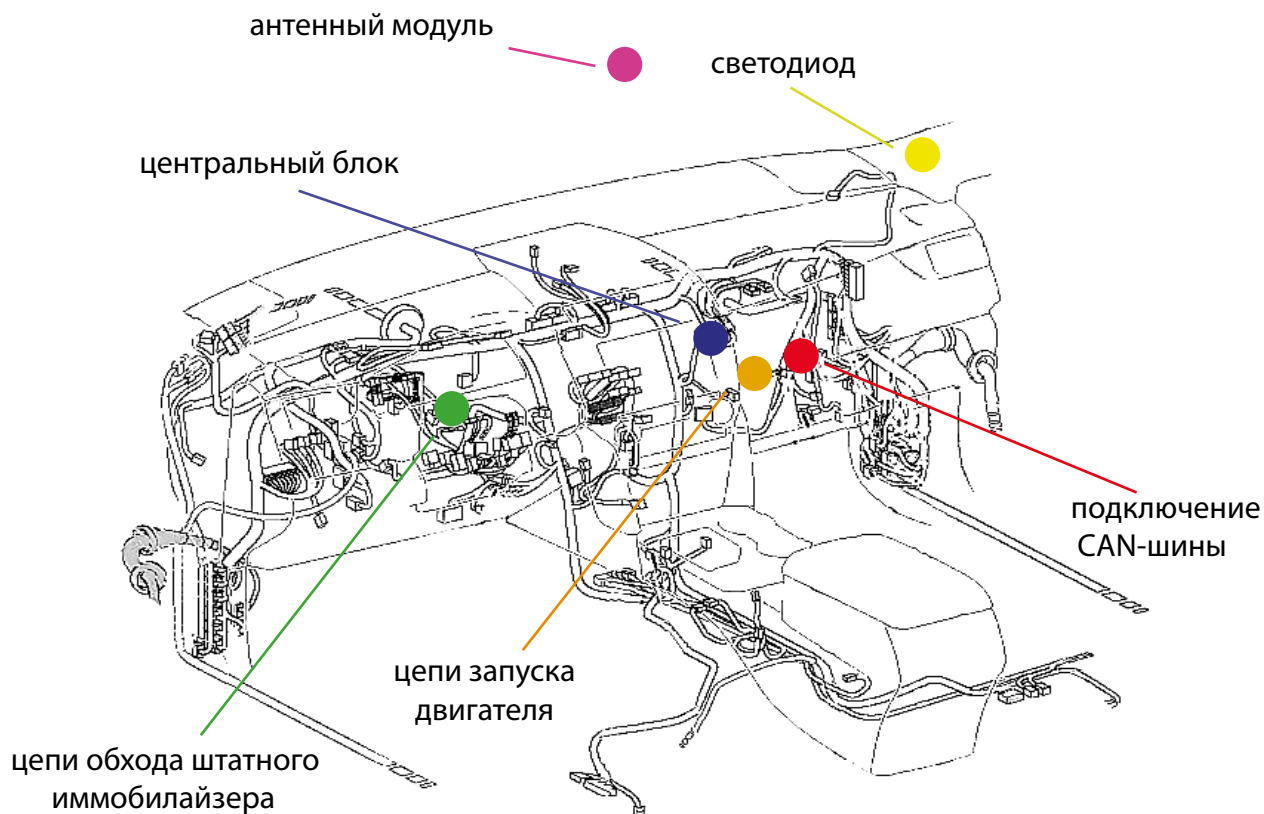 антенный модуль
светодиод
центральный блок
подключение
CAN-шины
цепи запуска
двигателя
цепи обхода штатного
иммобилайзера